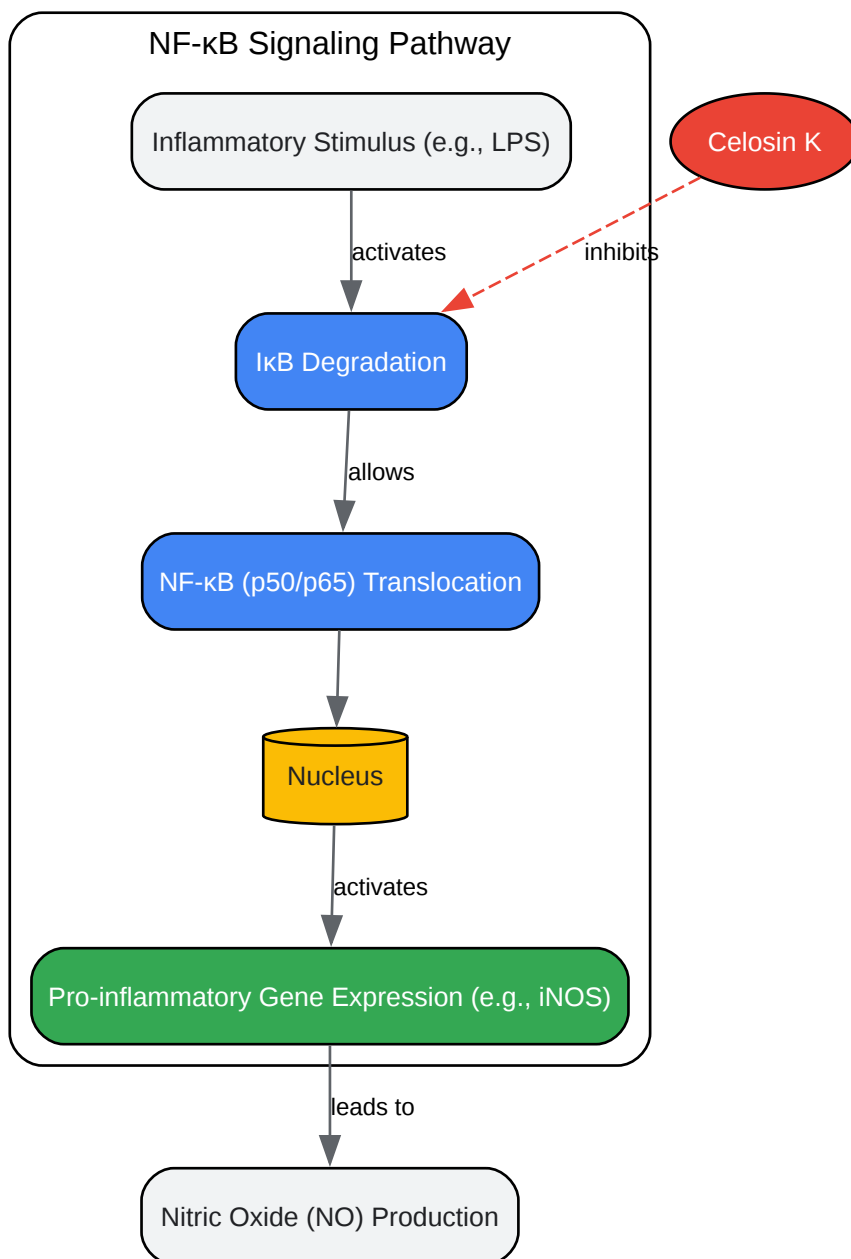 NF-κB Signaling Pathway
Inflammatory Stimulus (e.g., LPS)
Celosin K
activates
inhibits
IκB Degradation
allows
NF-κB (p50/p65) Translocation
Nucleus
activates
Pro-inflammatory Gene Expression (e.g., iNOS)
leads to
Nitric Oxide (NO) Production